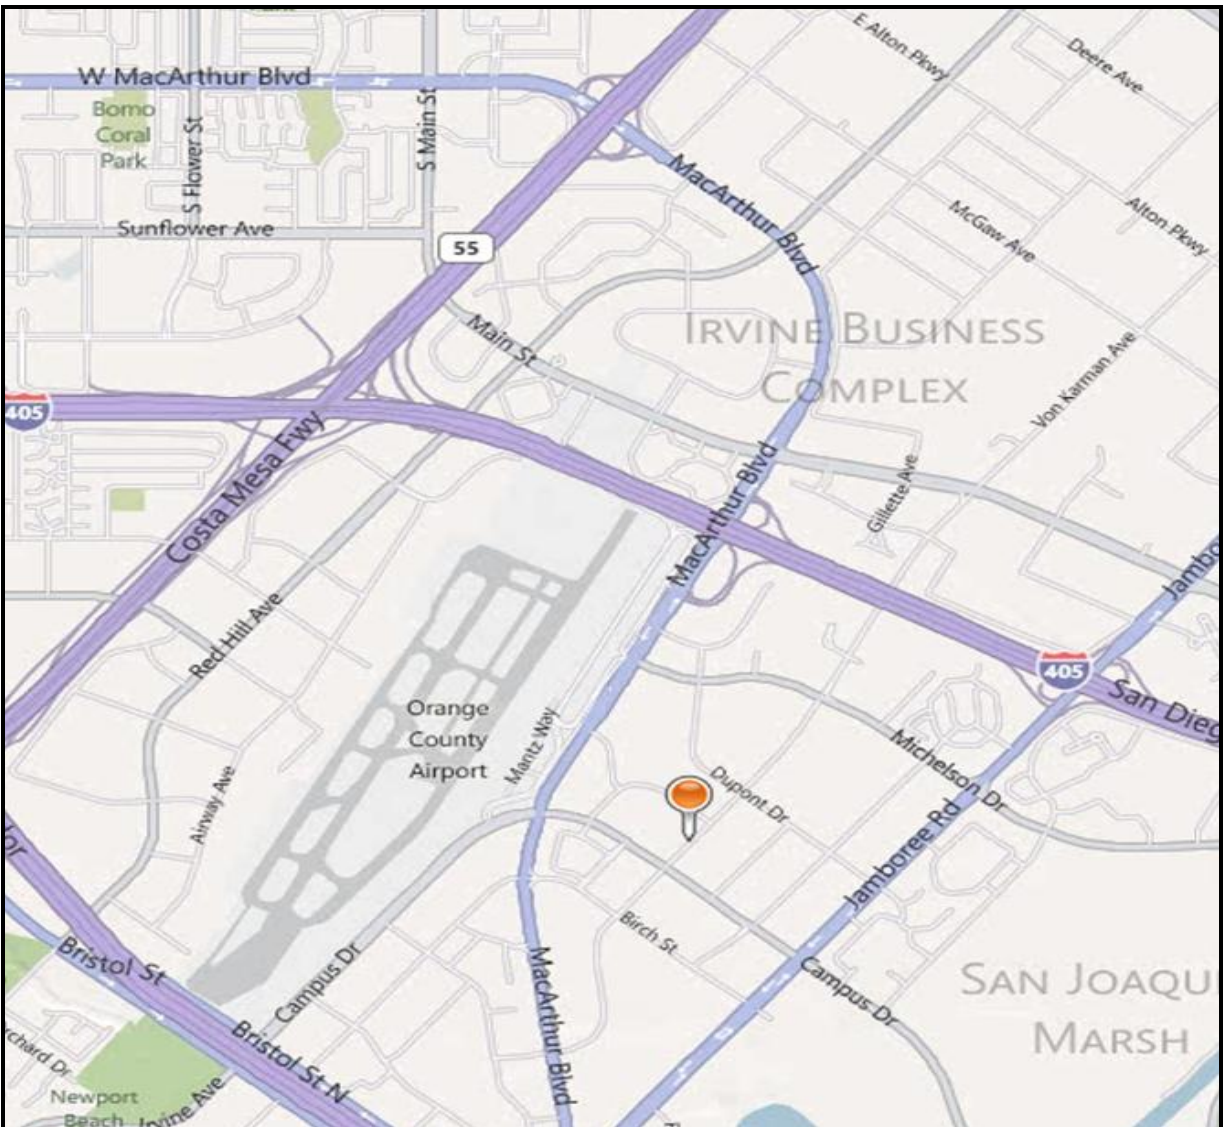 E Alton Pkwy
Deere Ave
W MacArthur Blvd
Bomo
Coral
Park
S Flower St
S Main St
MacArthur Blvd
McGaw Ave
Alton Pkwy
Sunflower Ave
55
Main St
IRVINE BUSINESS
COMPLEX
Von Karman Ave
405
Costa Mesa Fwy
MacArthur Blvd
Gillette Ave
Jambo
Red Hill Ave
405
San Dieg
Orange
County
Airport
Mantz Way
Michelson Dr
Dupont Dr
Airway Ave
Jamboree Rd
or
Birch St
Bristol St
Campus Dr
MacArthur Blvd
Campus Dr
SAN JOAQU
MARSH
Bristol St N
rchard Dr
Newport
Beach
Irvine Ave